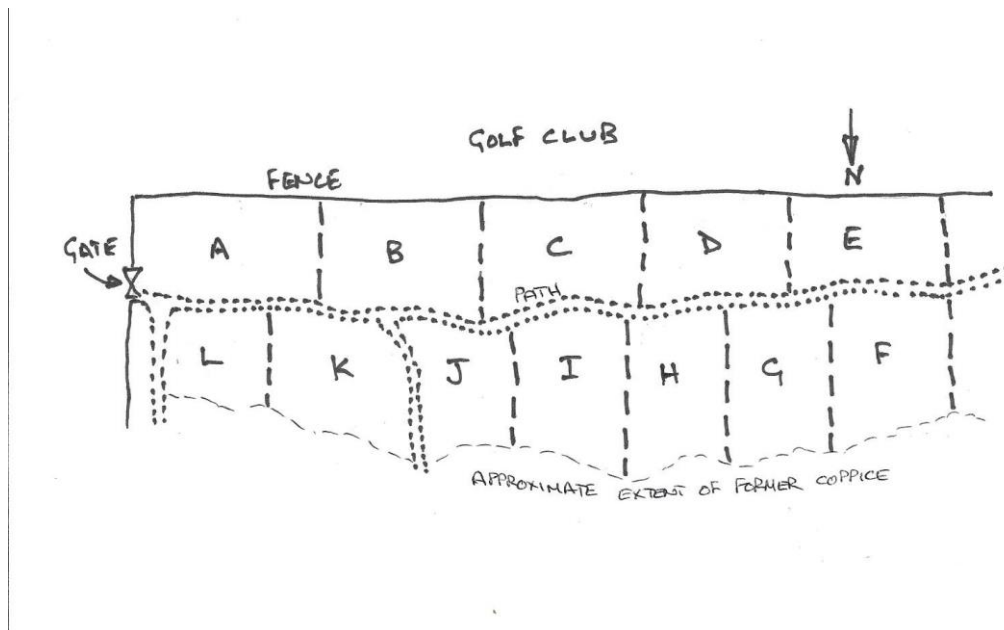 GOLF CLUB
N
FENCE
GATE
A
B
C
D
E
PATH
L
K
J
I
H
G
F
APPROXIMATE EXTENT OF FORMER COPPICE